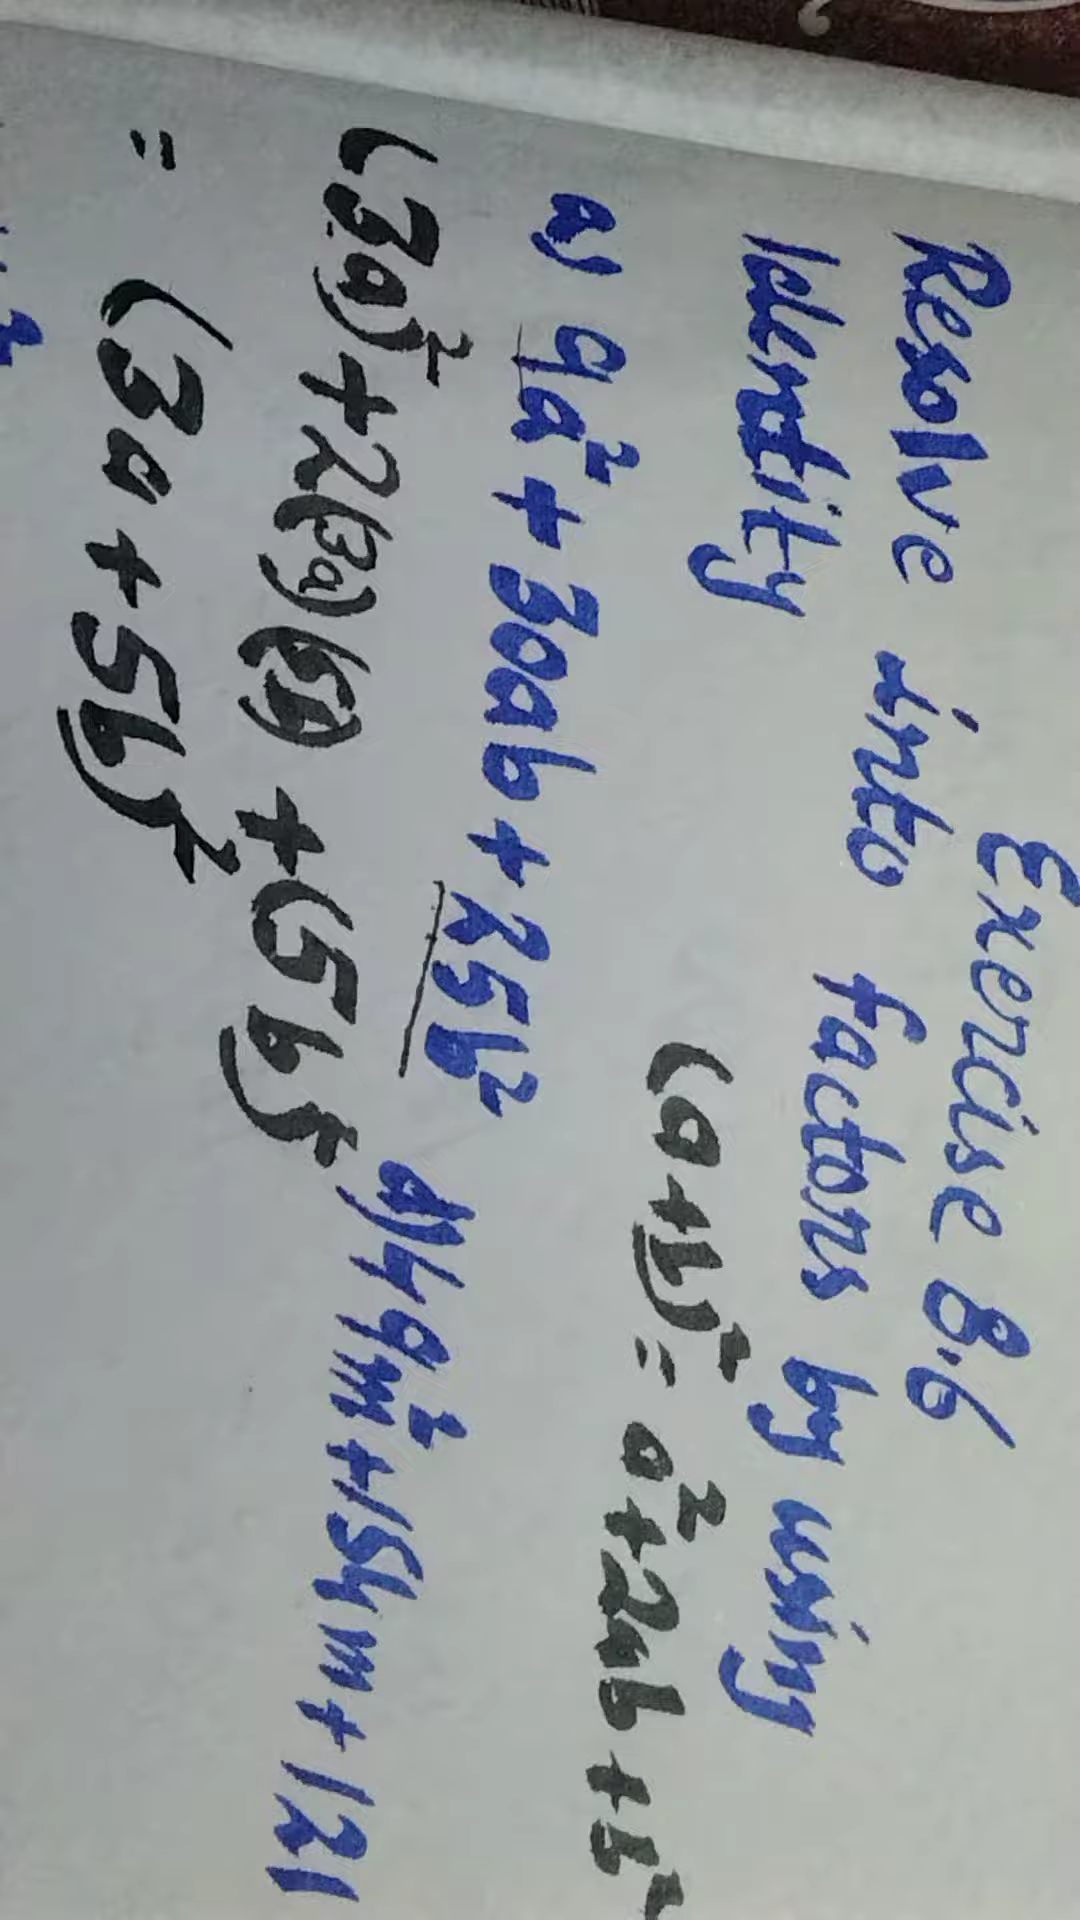 Exercise 8.6
Resolve into factors by using
Identity
(a+b)² = a²+2ab+b²
a) 9a²+30ab+25b²
(3a)²+2(3a)(5b)+(5b)²
d) 49m²+154m+121
= (3a+5b)²